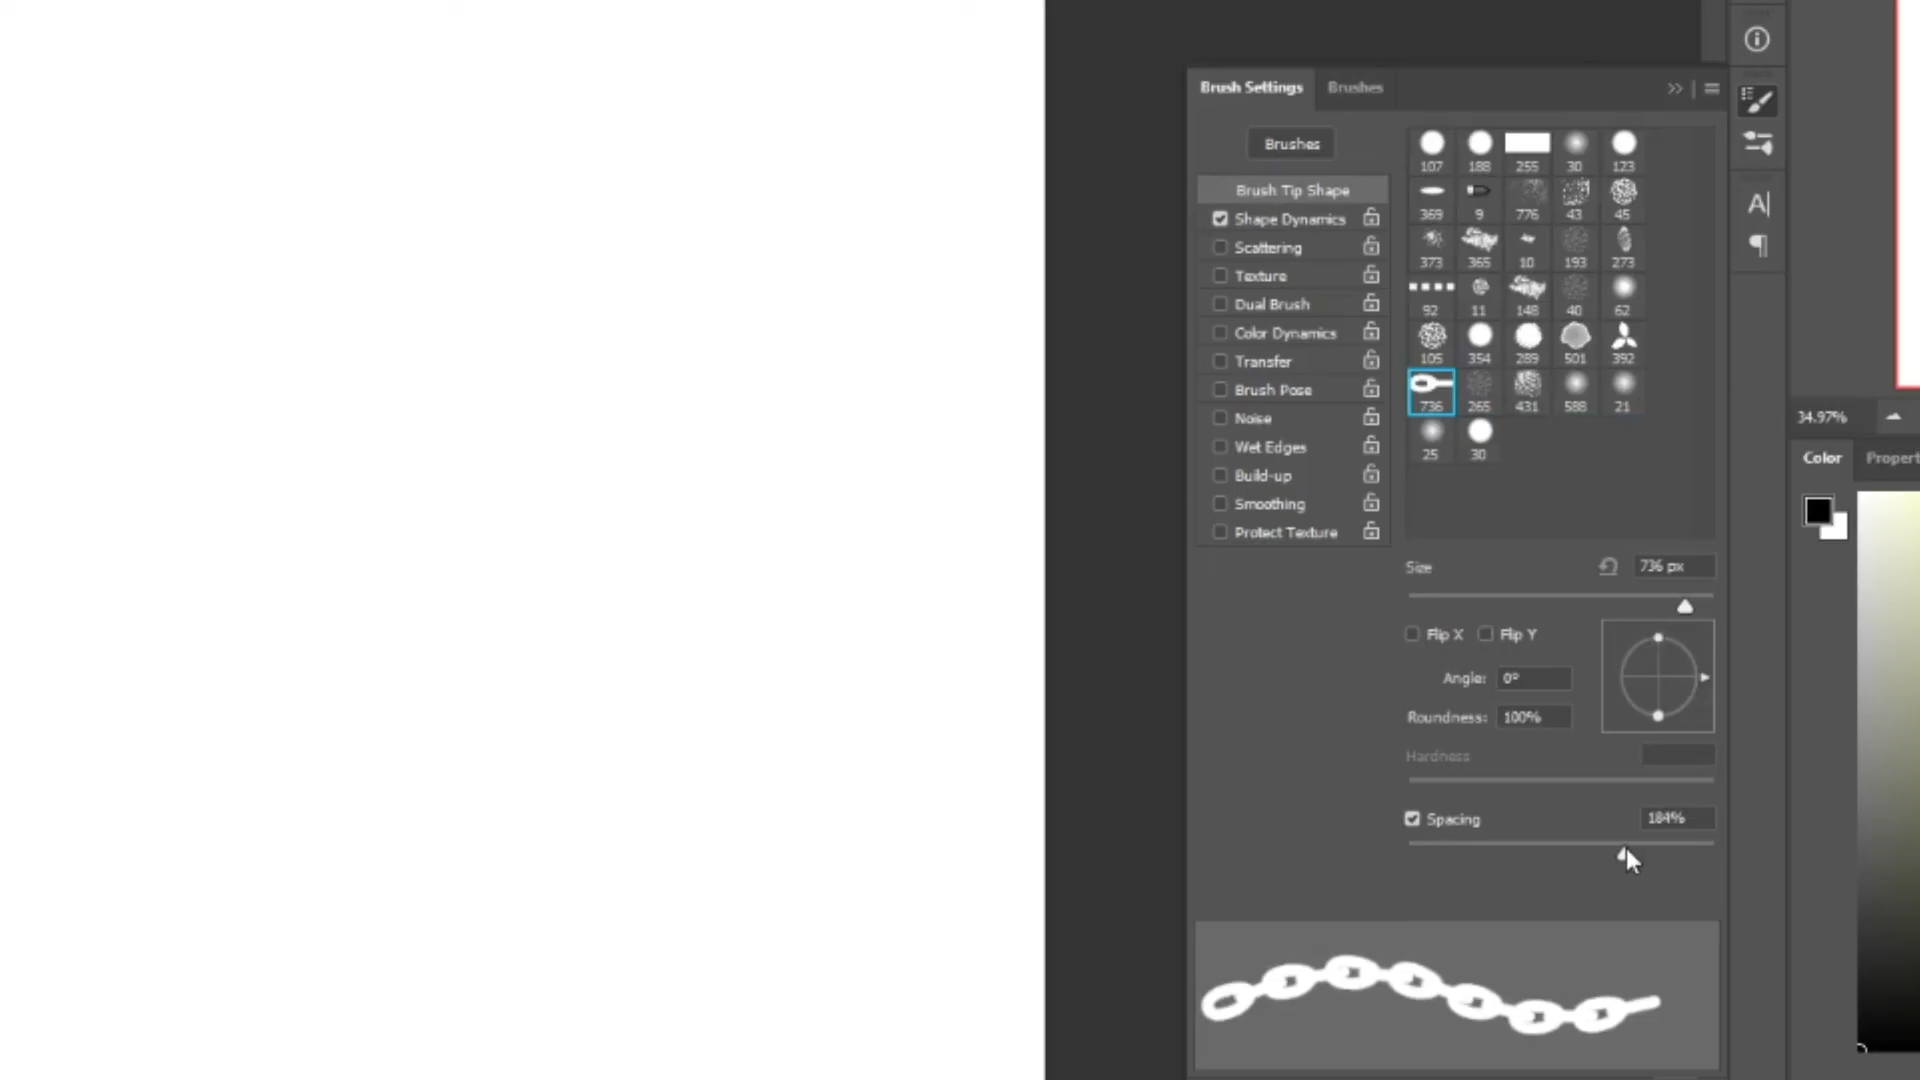 Brush Settings Brushes
Brushes
Brush Tip Shape
Shape Dynamics
Scattering
Texture
Dual Brush
Color Dynamics
Transfer
Brush Pose
Noise
Wet Edges
Build-up
Smoothing
Protect Texture
107 188 255 30 123
369 9 776 43 45
373 365 10 193 273
92 11 148 40 62
105 354 289 501 392
736 265 431 588 21
25 30
Size 736 px
Flip X Flip Y
Angle: 0°
Roundness: 100%
Hardness
Spacing 184%
A|
¶
34.97%
Color Propert